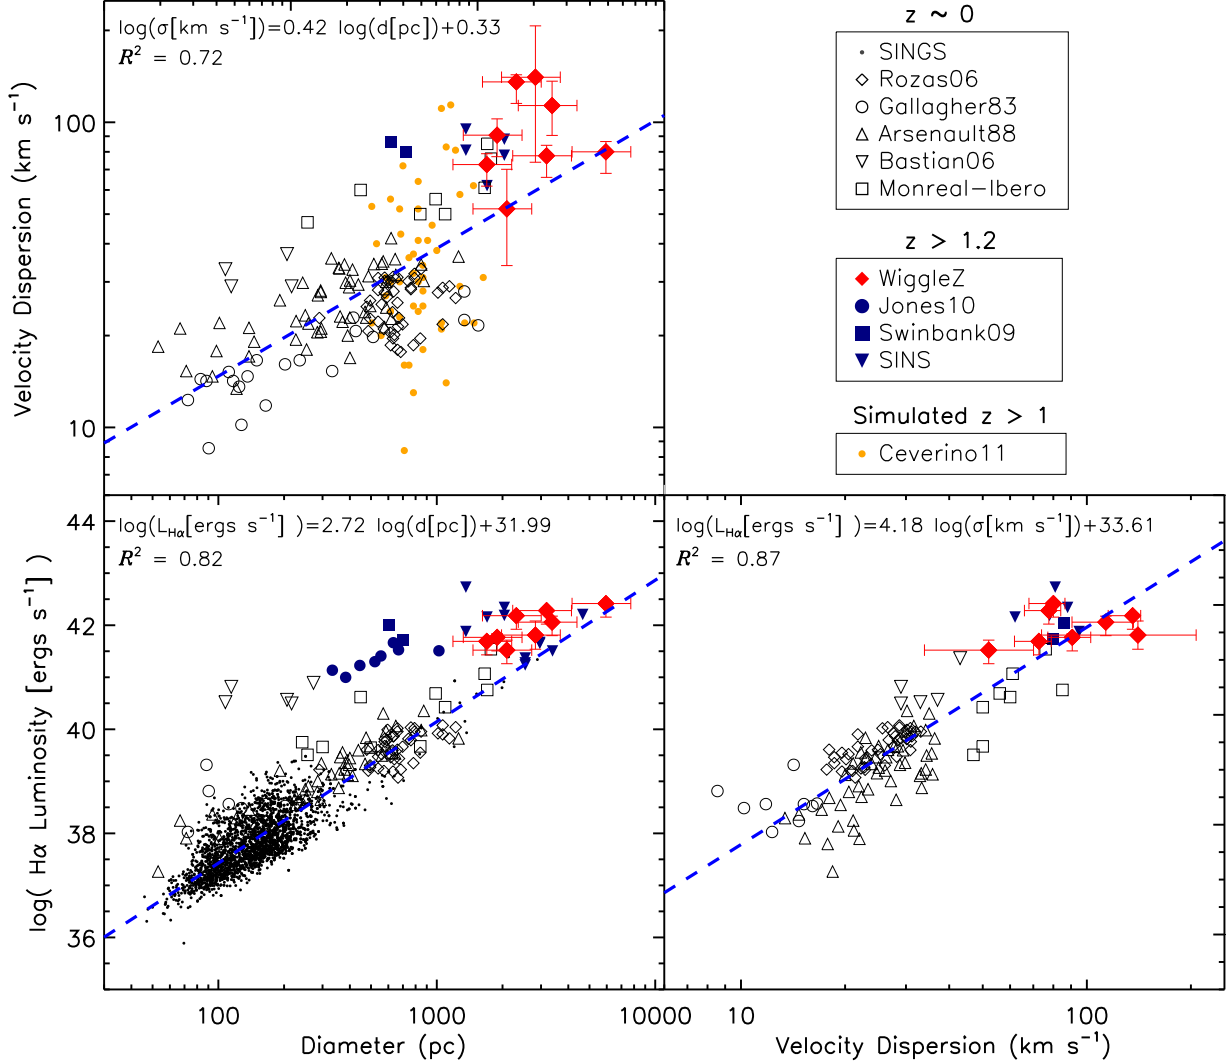 log(σ[km s⁻¹])=0.42 log(d[pc])+0.33
R² = 0.72
100
10
Velocity Dispersion (km s⁻¹)
z ~ 0
SINGS
Rozas06
Gallagher83
Arsenault88
Bastian06
Monreal-Ibero
z > 1.2
WiggleZ
Jones10
Swinbank09
SINS
Simulated z > 1
Ceverino11
log(L_Hα[ergs s⁻¹] )=2.72 log(d[pc])+31.99
R² = 0.82
44
42
40
38
36
log( Hα Luminosity [ergs s⁻¹] )
100
1000
10000
Diameter (pc)
log(L_Hα[ergs s⁻¹] )=4.18 log(σ[km s⁻¹])+33.61
R² = 0.87
10
100
Velocity Dispersion (km s⁻¹)